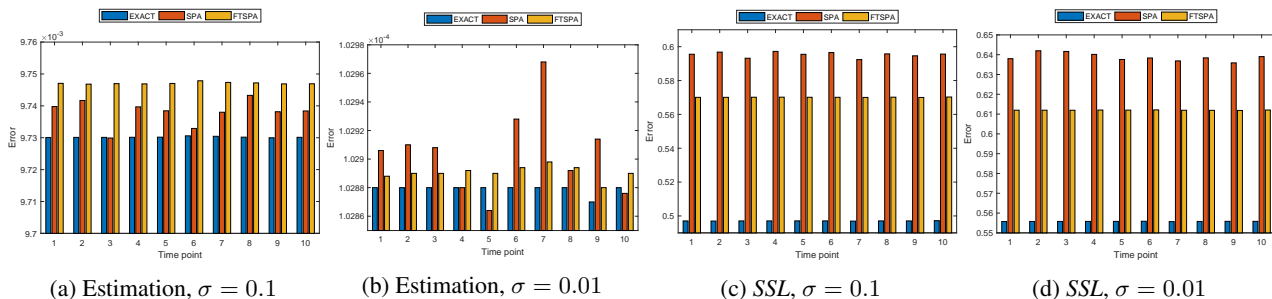 EXACT SPA FTSPA
×10⁻³
9.76
9.75
9.74
9.73
9.72
9.71
9.7
Error
1 2 3 4 5 6 7 8 9 10
Time point
(a) Estimation, σ = 0.1
EXACT SPA FTSPA
×10⁻⁴
1.0298
1.0296
1.0294
1.0292
1.029
1.0288
1.0286
Error
1 2 3 4 5 6 7 8 9 10
Time point
(b) Estimation, σ = 0.01
EXACT SPA FTSPA
0.6
0.58
0.56
0.54
0.52
0.5
Error
1 2 3 4 5 6 7 8 9 10
Time point
(c) SSL, σ = 0.1
EXACT SPA FTSPA
0.65
0.64
0.63
0.62
0.61
0.6
0.59
0.58
0.57
0.56
0.55
Error
1 2 3 4 5 6 7 8 9 10
Time point
(d) SSL, σ = 0.01